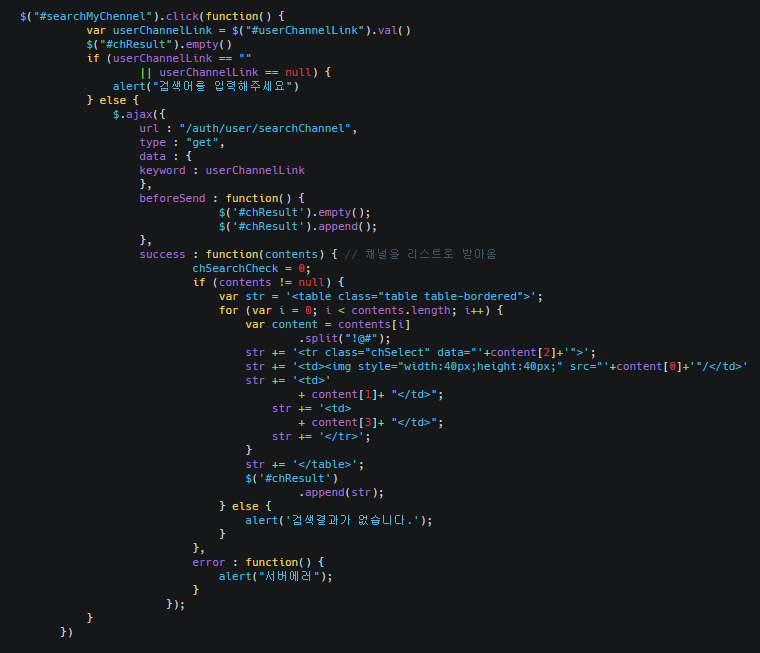 $("#searchMyChennel").click(function() {
var userChannelLink = $("#userChannelLink").val()
$("#chResult").empty()
if (userChannelLink == ""
|| userChannelLink == null) {
alert("검색어를 입력해주세요")
} else {
$.ajax({
url : "/auth/user/searchChannel",
type : "get",
data : {
keyword : userChannelLink
},
beforeSend : function() {
$('#chResult').empty();
$('#chResult').append();
},
success : function(contents) { // 채널을 리스트로 받아옴
chSearchCheck = 0;
if (contents != null) {
var str = '<table class="table table-bordered">';
for (var i = 0; i < contents.length; i++) {
var content = contents[i]
.split("!@#");
str += '<tr class="chSelect" data="'+content[2]+'">';
str += '<td><img style="width:40px;height:40px;" src="'+content[0]+'"/</td>'
str += '<td>'
+ content[1]+ "</td>";
str += '<td>
+ content[3]+ "</td>";
str += '</tr>';
}
str += '</table>';
$('#chResult')
.append(str);
} else {
alert('검색결과가 없습니다.');
}
},
error : function() {
alert("서버에러");
}
});
}
})